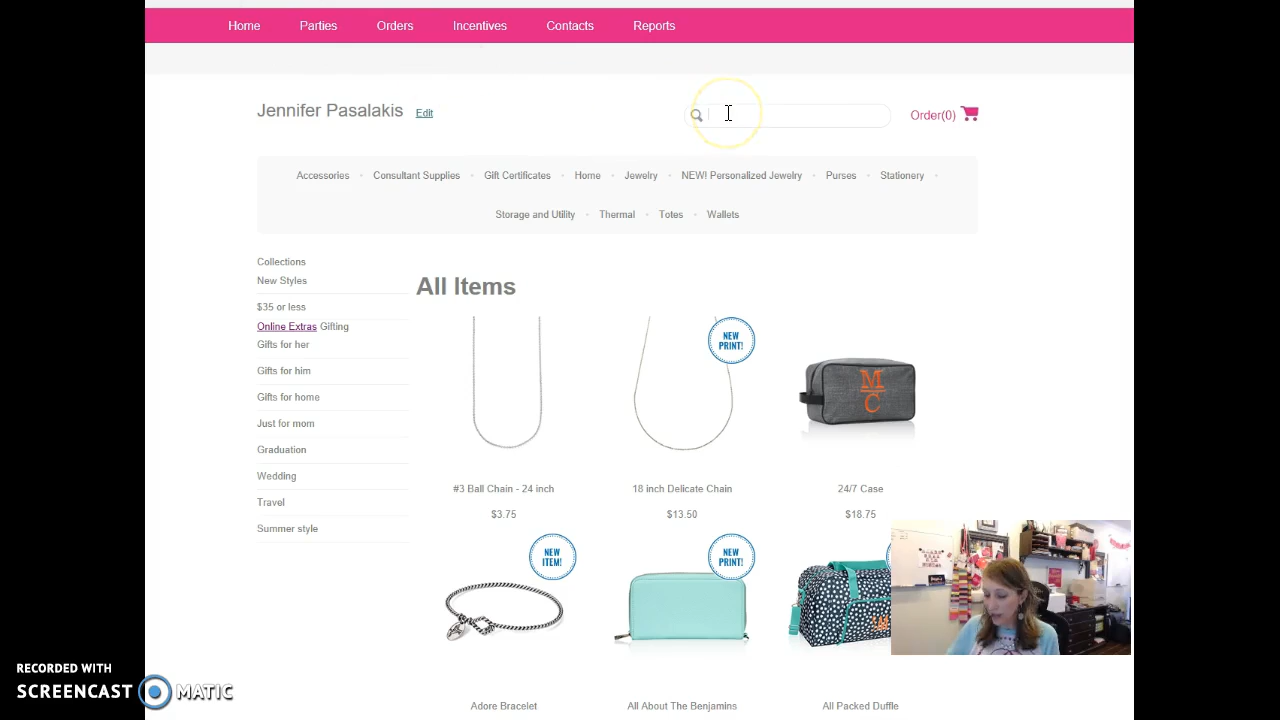 Home Parties Orders Incentives Contacts Reports
Jennifer Pasalakis Edit
Order(0)
Accessories Consultant Supplies Gift Certificates Home Jewelry NEW! Personalized Jewelry Purses Stationery
Storage and Utility Thermal Totes Wallets
Collections
New Styles
$35 or less
Online Extras Gifting
Gifts for her
Gifts for him
Gifts for home
Just for mom
Graduation
Wedding
Travel
Summer style
All Items
NEW
PRINT!
M
C
#3 Ball Chain - 24 inch 18 inch Delicate Chain 24/7 Case
$3.75 $13.50 $18.75
NEW
ITEM!
NEW
PRINT!
Adore Bracelet All About The Benjamins All Packed Duffle
RECORDED WITH
SCREENCAST MATIC